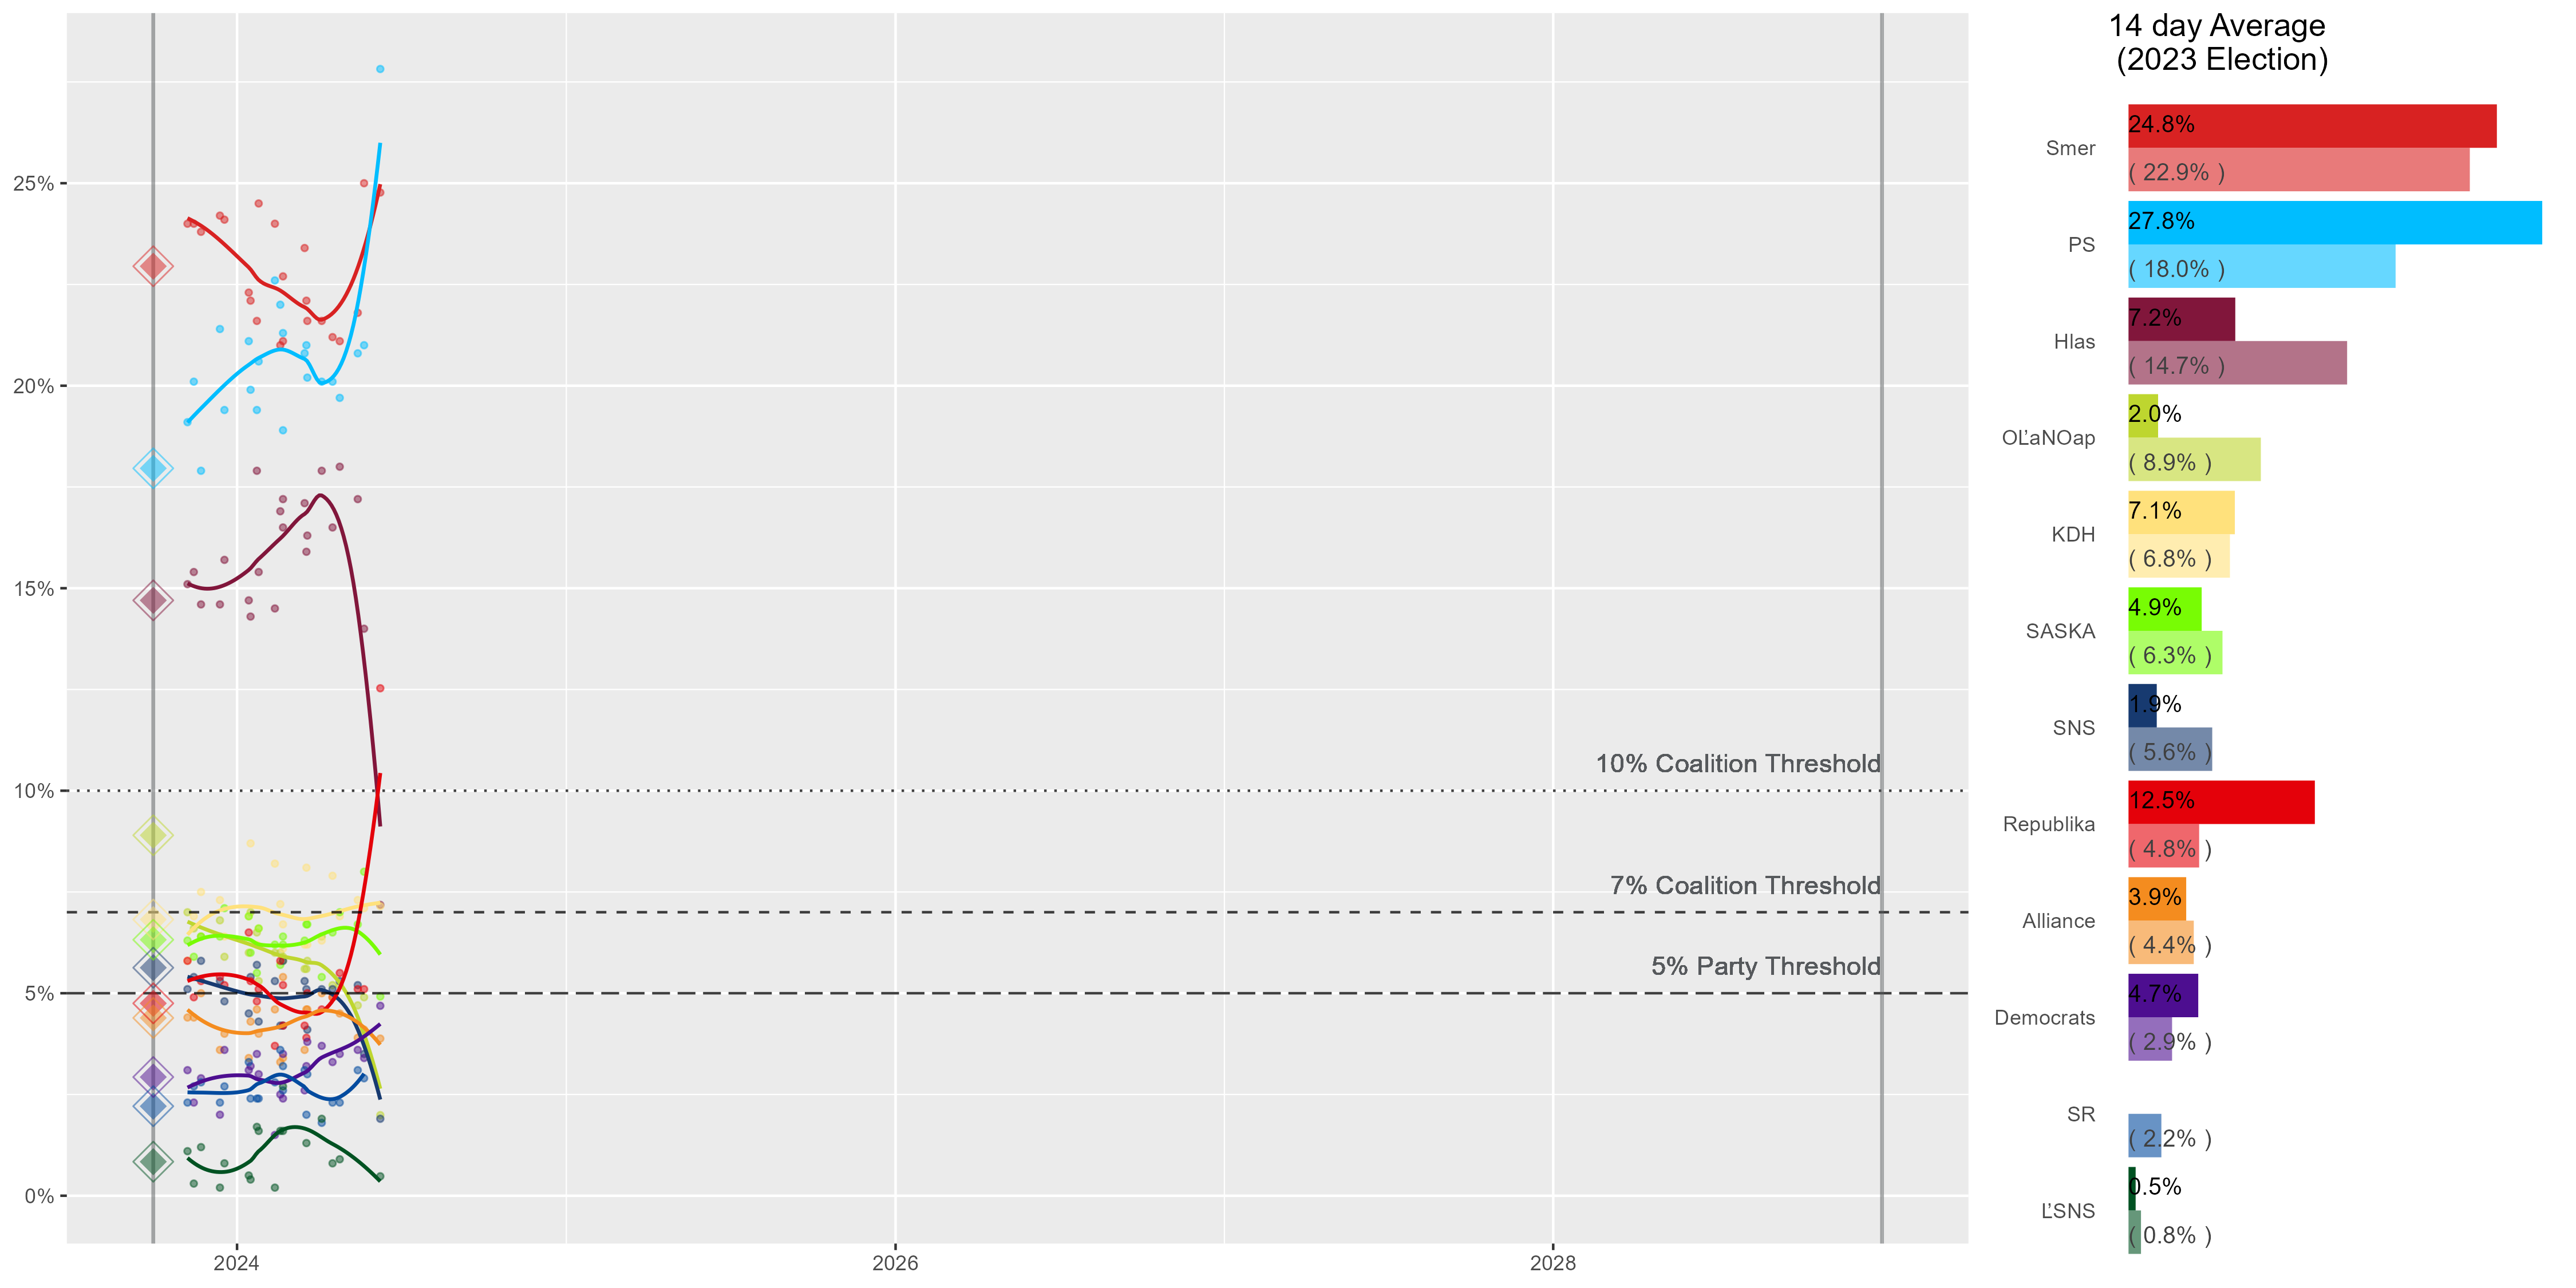 14 day Average
(2023 Election)
25%
20%
15%
10%
5%
0%
2024
2026
2028
10% Coalition Threshold
7% Coalition Threshold
5% Party Threshold
Smer
24.8%
( 22.9% )
PS
27.8%
( 18.0% )
Hlas
7.2%
( 14.7% )
OĽaNOap
2.0%
( 8.9% )
KDH
7.1%
( 6.8% )
SASKA
4.9%
( 6.3% )
SNS
1.9%
( 5.6% )
Republika
12.5%
( 4.8% )
Alliance
3.9%
( 4.4% )
Democrats
4.7%
( 2.9% )
SR
( 2.2% )
ĽSNS
0.5%
( 0.8% )